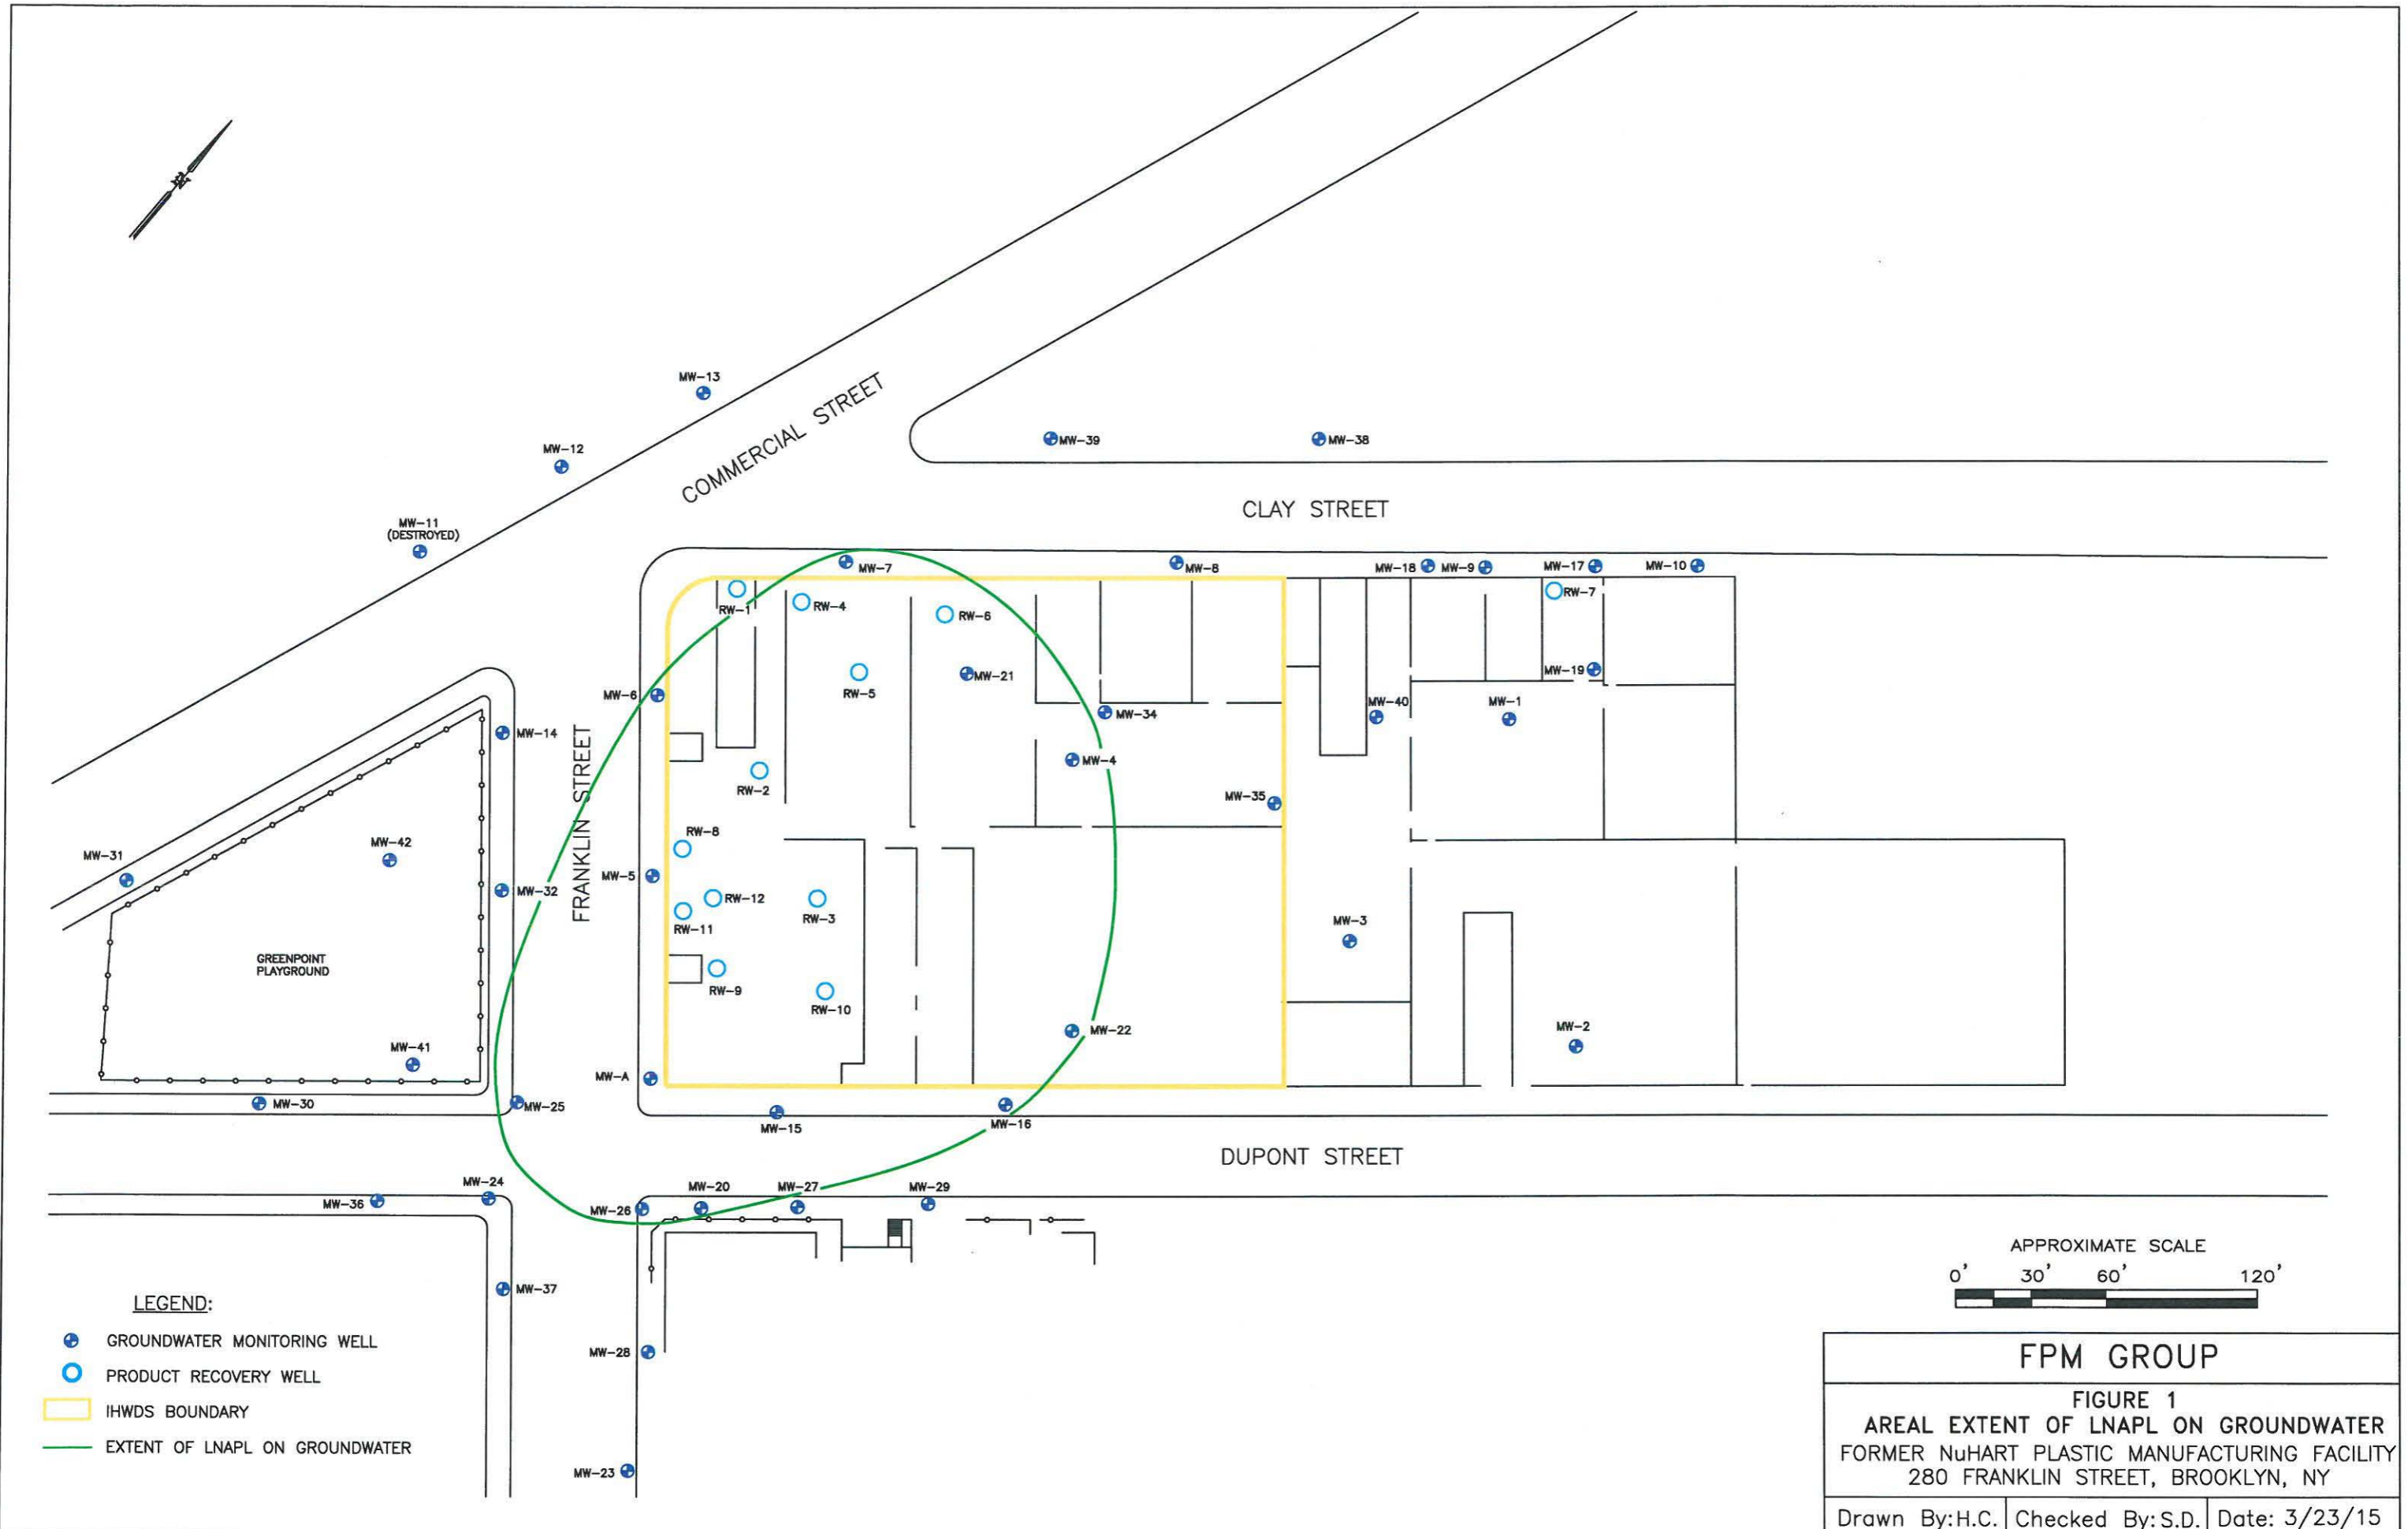 MW-13
COMMERCIAL STREET
MW-12
MW-39
MW-38
MW-11
(DESTROYED)
CLAY STREET
MW-7
MW-8
MW-18
MW-9
MW-17
MW-10
RW-1
RW-4
RW-6
RW-7
MW-6
RW-5
MW-21
MW-19
MW-34
MW-40
MW-1
MW-14
FRANKLIN STREET
MW-4
RW-2
MW-35
RW-8
MW-42
MW-31
MW-5
MW-32
RW-12
RW-3
RW-11
MW-3
GREENPOINT
PLAYGROUND
RW-9
RW-10
MW-22
MW-2
MW-41
MW-A
MW-30
MW-25
MW-15
MW-16
DUPONT STREET
MW-24
MW-36
MW-26
MW-20
MW-27
MW-29
MW-37
MW-28
MW-23
APPROXIMATE SCALE
0' 30' 60' 120'
LEGEND:
GROUNDWATER MONITORING WELL
PRODUCT RECOVERY WELL
IHWDS BOUNDARY
EXTENT OF LNAPL ON GROUNDWATER
FPM GROUP
FIGURE 1
AREAL EXTENT OF LNAPL ON GROUNDWATER
FORMER NuHART PLASTIC MANUFACTURING FACILITY
280 FRANKLIN STREET, BROOKLYN, NY
Drawn By:H.C. Checked By:S.D. Date: 3/23/15